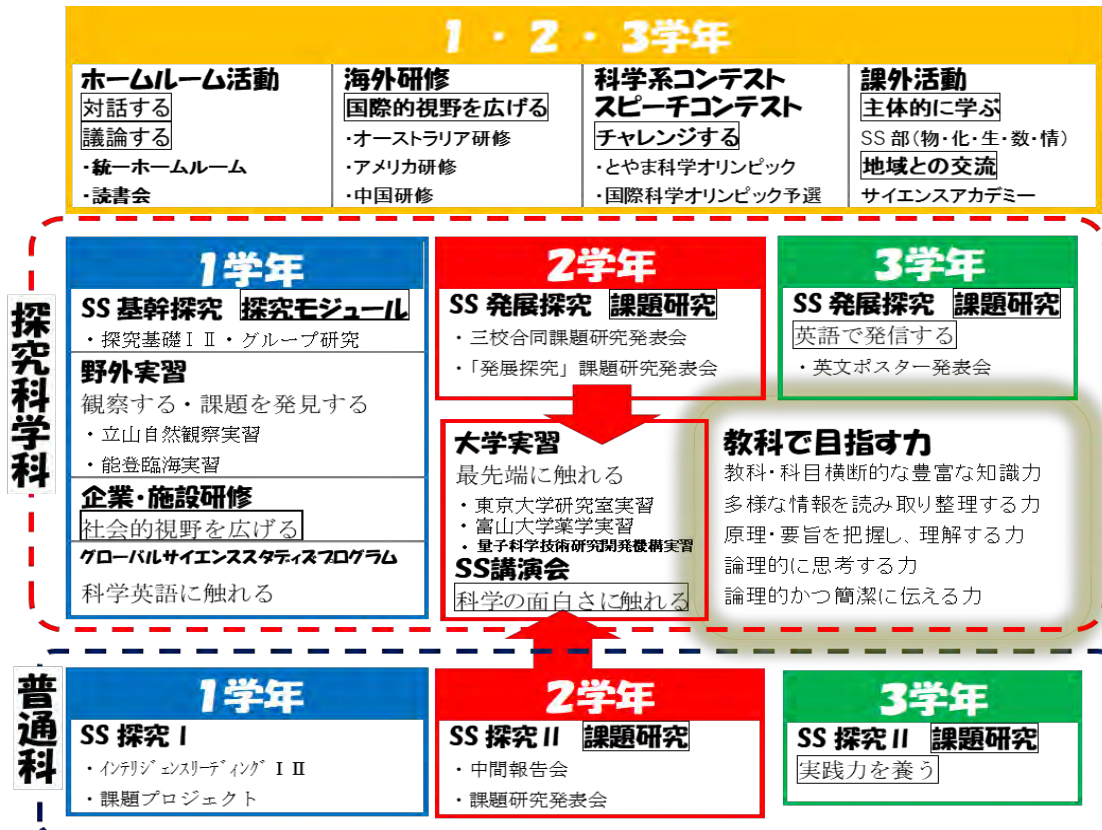 1・2・3学年
ホームルーム活動
対話する
議論する
・統一ホームルーム
・読書会
海外研修
国際的視野を広げる
・オーストラリア研修
・アメリカ研修
・中国研修
科学系コンテスト
スピーチコンテスト
チャレンジする
・とやま科学オリンピック
・国際科学オリンピック予選
課外活動
主体的に学ぶ
SS部(物・化・生・数・情)
地域との交流
サイエンスアカデミー
探究科学科
1学年
SS 基幹探究 探究モジュール
・探究基礎ⅠⅡ・グループ研究
野外実習
観察する・課題を発見する
・立山自然観察実習
・能登臨海実習
企業・施設研修
社会的視野を広げる
グローバルサイエンススタディズプログラム
科学英語に触れる
2学年
SS 発展探究 課題研究
・三校合同課題研究発表会
・「発展探究」課題研究発表会
大学実習
最先端に触れる
・東京大学研究室実習
・富山大学薬学実習
・量子科学技術研究開発機構実習
SS講演会
科学の面白さに触れる
3学年
SS 発展探究 課題研究
英語で発信する
・英文ポスター発表会
教科で目指す力
教科・科目横断的な豊富な知識力
多様な情報を読み取り整理する力
原理・要旨を把握し、理解する力
論理的に思考する力
論理的かつ簡潔に伝える力
普通科
1学年
SS 探究Ⅰ
・インテリジェンスリーディングⅠⅡ
・課題プロジェクト
2学年
SS 探究Ⅱ 課題研究
・中間報告会
・課題研究発表会
3学年
SS 探究Ⅱ 課題研究
実践力を養う